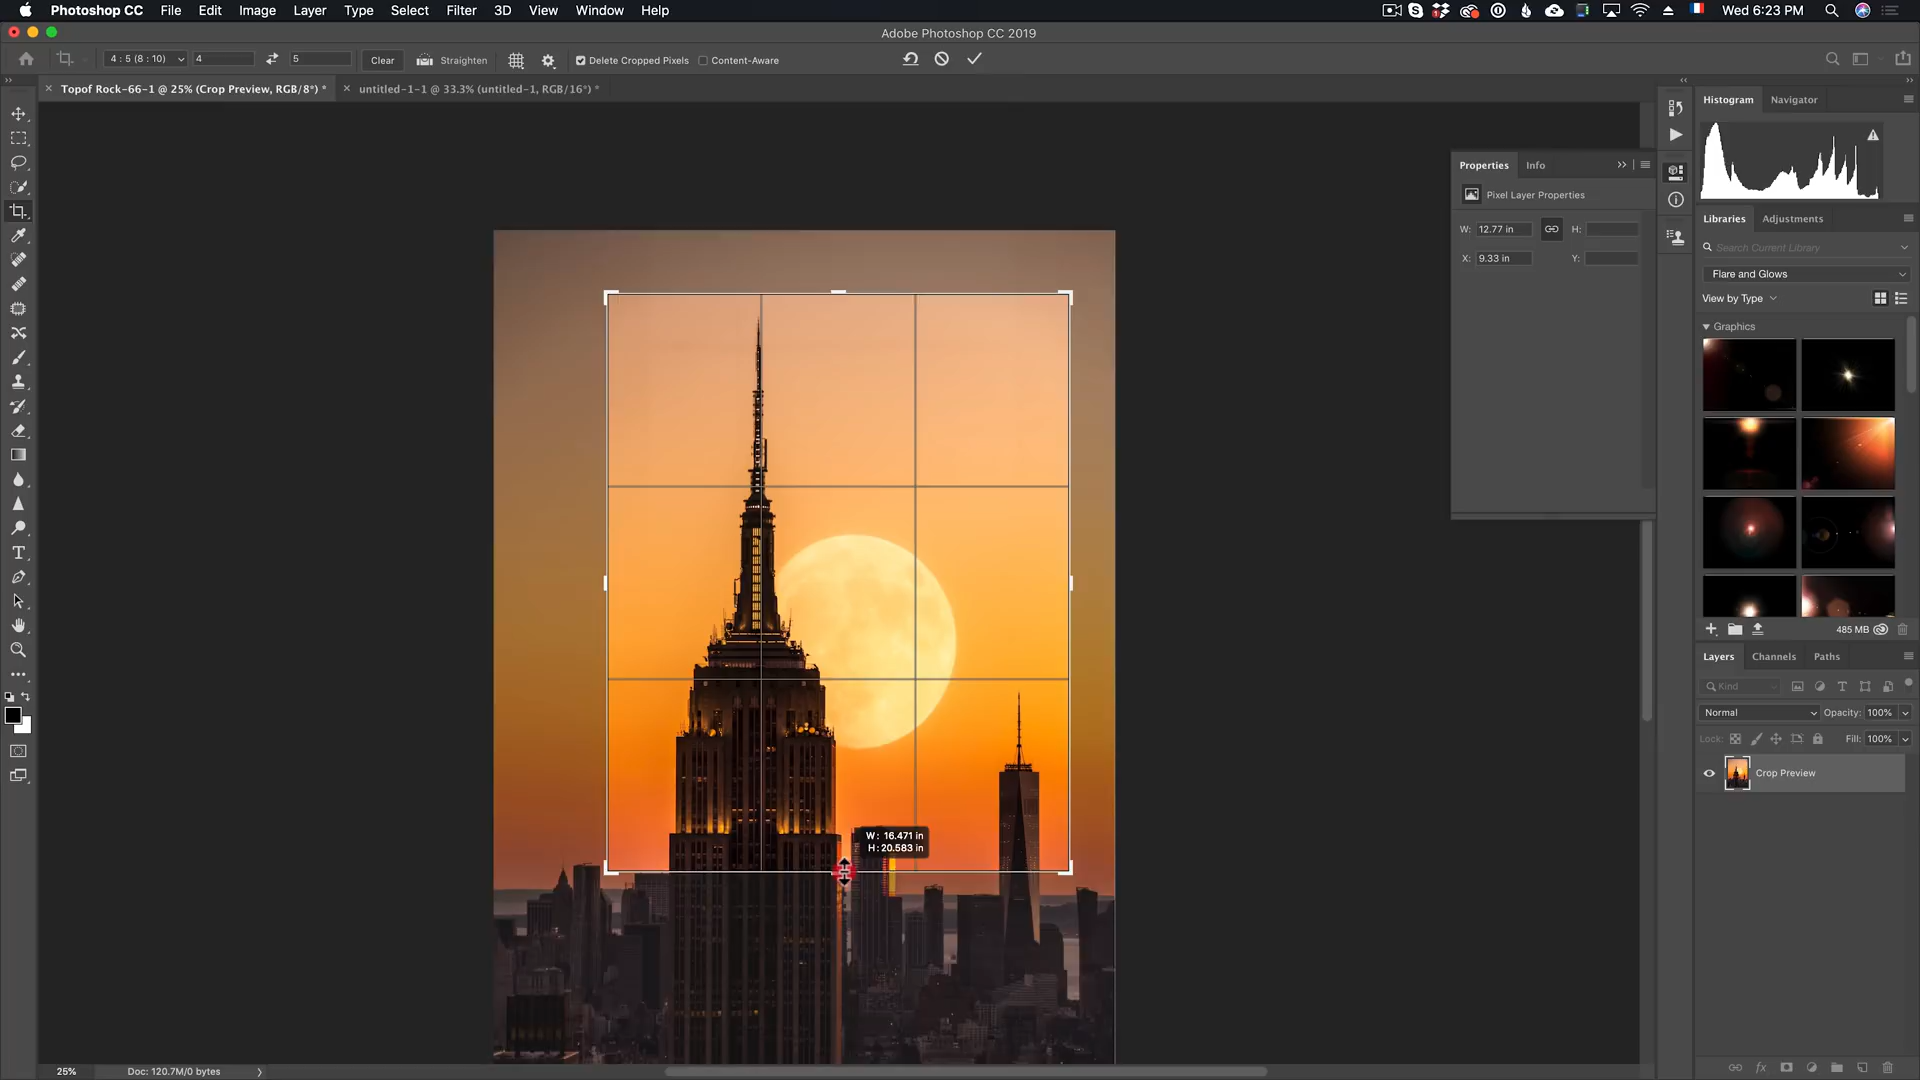 Photoshop CC File Edit Image Layer Type Select Filter 3D View Window Help Wed 6:23 PM
Adobe Photoshop CC 2019
4 : 5 (8 : 10) 4 5 Clear Straighten Delete Cropped Pixels Content-Aware
Topof Rock-66-1 @ 25% (Crop Preview, RGB/8*) * untitled-1-1 @ 33.3% (untitled-1, RGB/16*) *
Histogram Navigator
Properties Info
Pixel Layer Properties
W: 12.77 in H:
X: 9.33 in Y:
Libraries Adjustments
Search Current Library
Flare and Glows
View by Type
Graphics
485 MB
Layers Channels Paths
Kind
Normal Opacity: 100%
Lock: Fill: 100%
Crop Preview
W: 16.471 in
H: 20.583 in
25% Doc: 120.7M/0 bytes